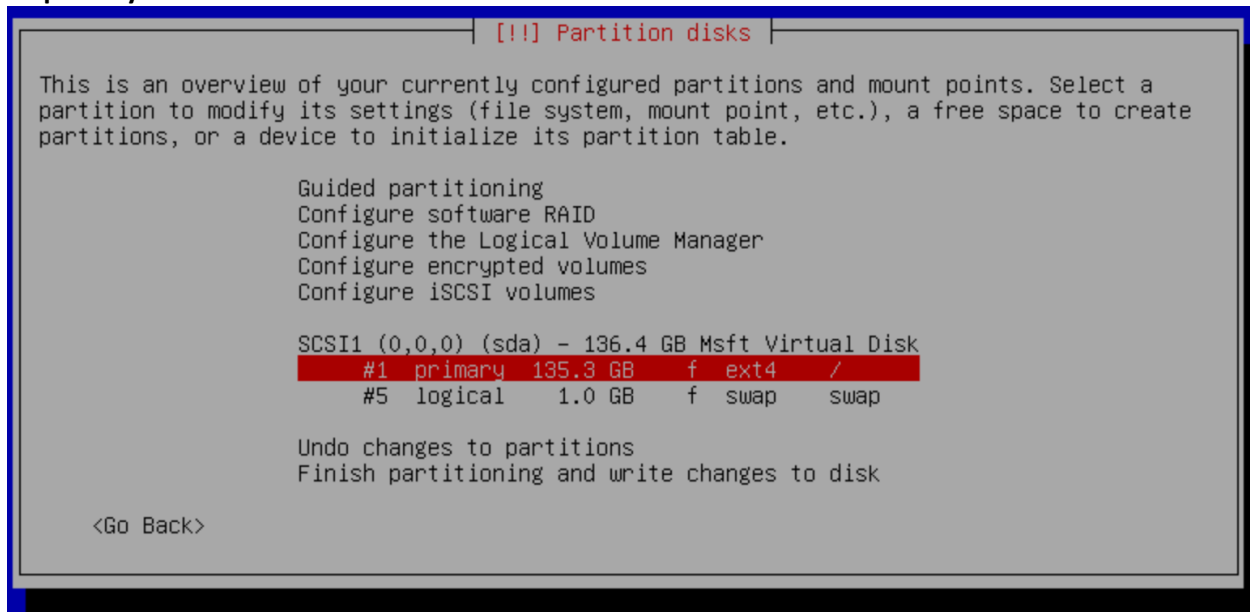 [!!] Partition disks
This is an overview of your currently configured partitions and mount points. Select a
partition to modify its settings (file system, mount point, etc.), a free space to create
partitions, or a device to initialize its partition table.
Guided partitioning
Configure software RAID
Configure the Logical Volume Manager
Configure encrypted volumes
Configure iSCSI volumes
SCSI1 (0,0,0) (sda) – 136.4 GB Msft Virtual Disk
#1 primary 135.3 GB f ext4 /
#5 logical 1.0 GB f swap swap
Undo changes to partitions
Finish partitioning and write changes to disk
<Go Back>